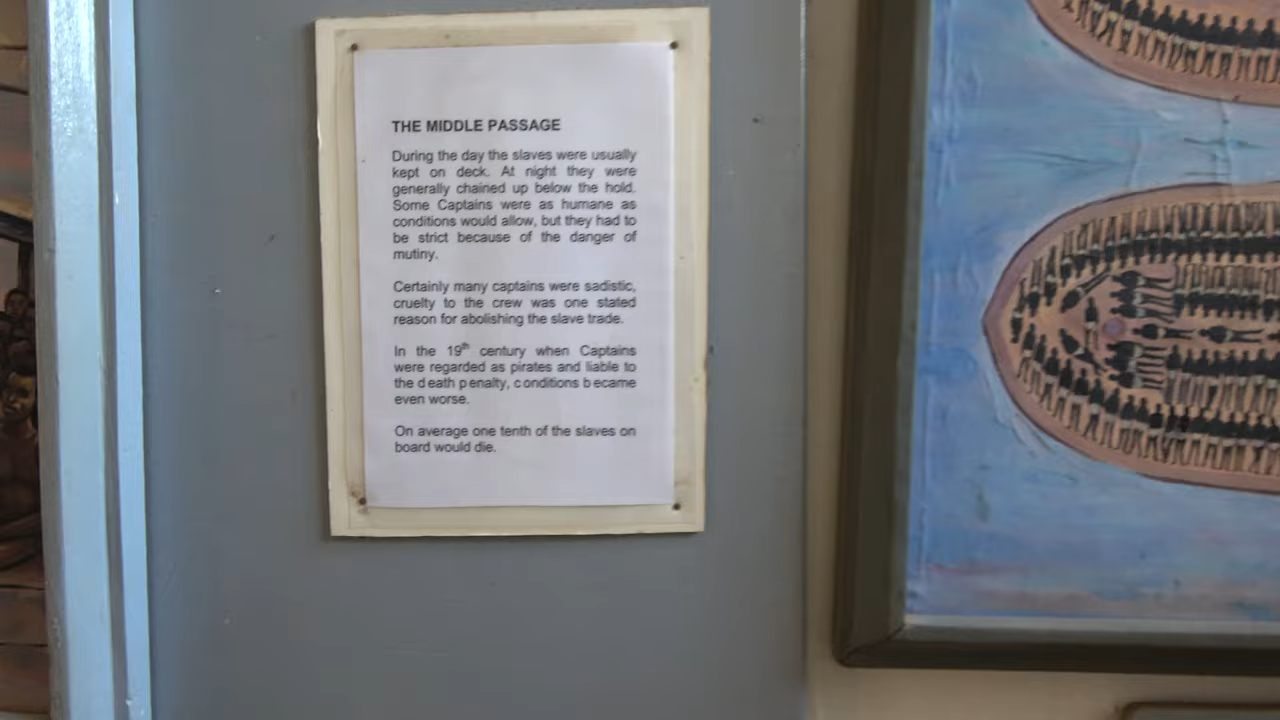 THE MIDDLE PASSAGE
During the day the slaves were usually
kept on deck. At night they were
generally chained up below the hold.
Some Captains were as humane as
conditions would allow, but they had to
be strict because of the danger of
mutiny.
Certainly many captains were sadistic,
cruelty to the crew was one stated
reason for abolishing the slave trade.
In the 19th century when Captains
were regarded as pirates and liable to
the death penalty, conditions became
even worse.
On average one tenth of the slaves on
board would die.